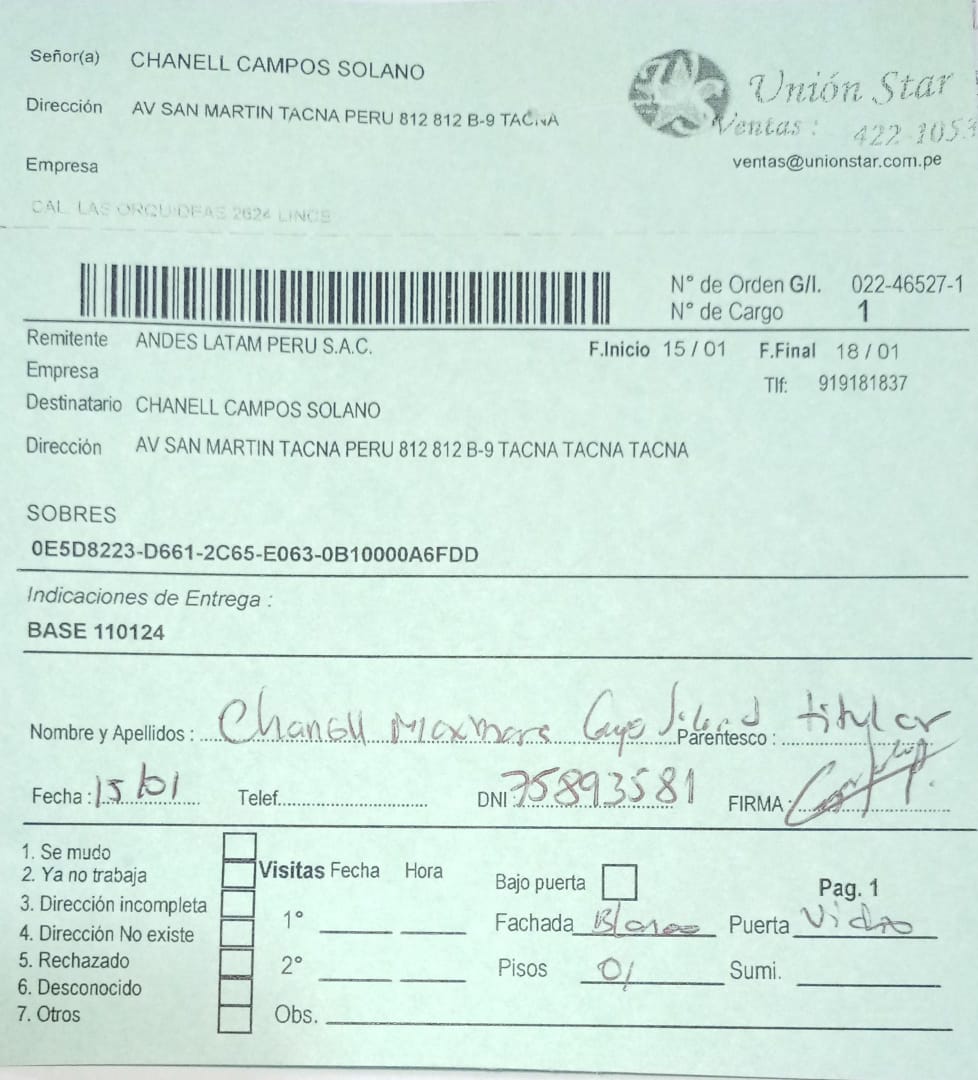 Señor(a) CHANELL CAMPOS SOLANO
Unión Star
Dirección AV SAN MARTIN TACNA PERU 812 812 B-9 TACNA
Ventas : 422-1053
ventas@unionstar.com.pe
Empresa
CAL. LAS ORQUIDEAS 2624 LINCE
N° de Orden G/I. 022-46527-1
N° de Cargo 1
Remitente ANDES LATAM PERU S.A.C.
F.Inicio 15 / 01 F.Final 18 / 01
Empresa
Tlf: 919181837
Destinatario CHANELL CAMPOS SOLANO
Dirección AV SAN MARTIN TACNA PERU 812 812 B-9 TACNA TACNA TACNA
SOBRES
0E5D8223-D661-2C65-E063-0B10000A6FDD
Indicaciones de Entrega :
BASE 110124
Nombre y Apellidos : Chanell Parentesco : titular
Fecha : 15/01 Telef. DNI : 75893581 FIRMA :
1. Se mudo
2. Ya no trabaja
3. Dirección incompleta
4. Dirección No existe
5. Rechazado
6. Desconocido
7. Otros
Visitas Fecha Hora
1°
2°
Obs.
Bajo puerta
Pag. 1
Fachada Blanco Puerta Vidrio
Pisos 01 Sumi.